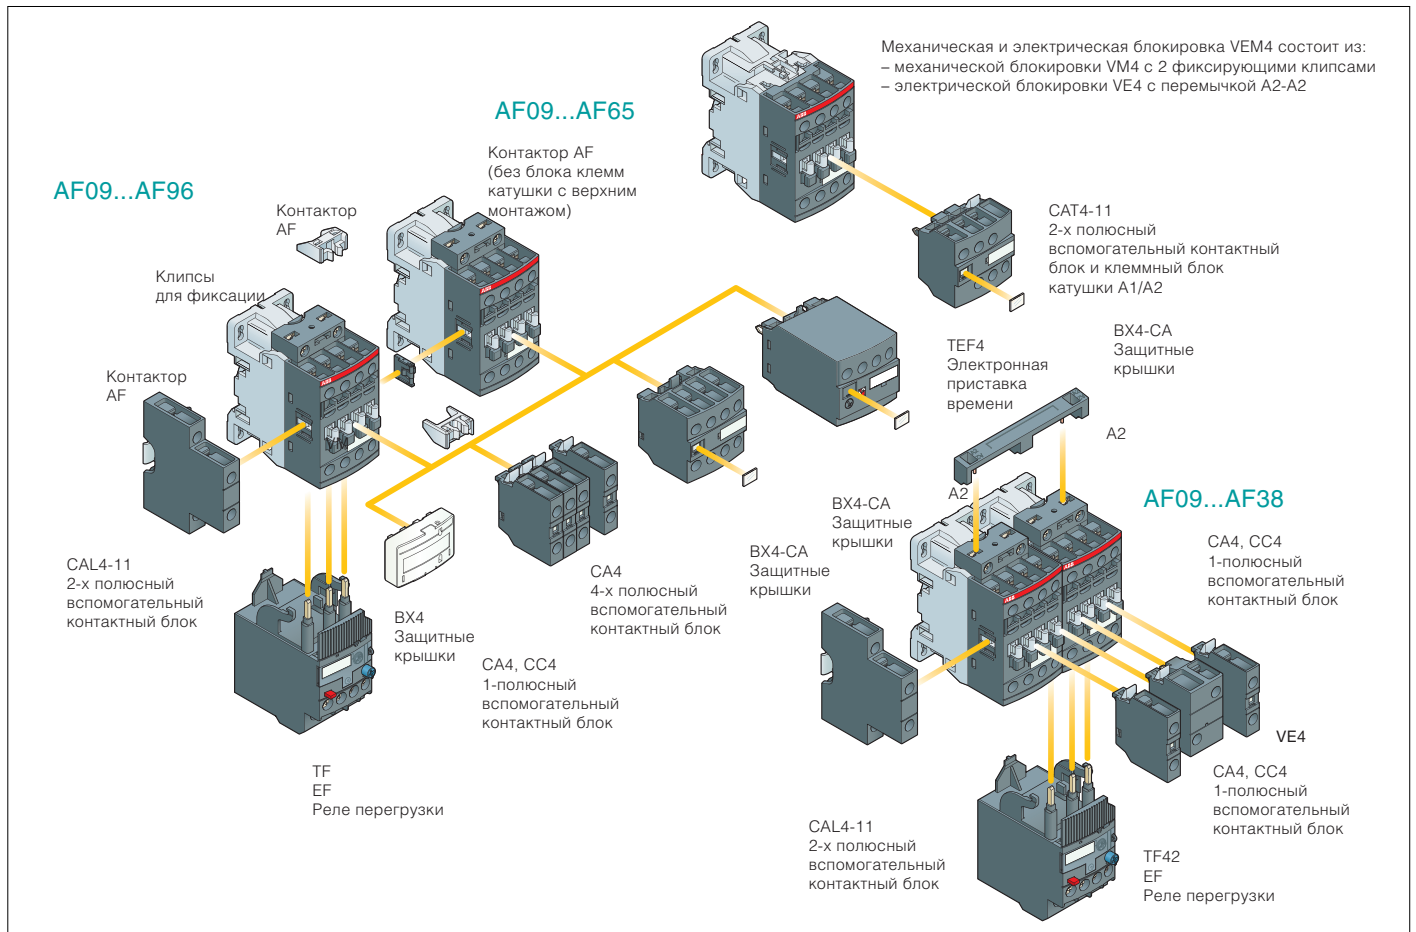 Механическая и электрическая блокировка VEM4 состоит из:
– механической блокировки VM4 с 2 фиксирующими клипсами
– электрической блокировки VE4 с перемычкой A2-A2
AF09...AF65
Контактор AF
(без блока клемм
катушки с верхним
монтажом)
AF09...AF96
Контактор
AF
Клипсы
для фиксации
Контактор
AF
CAT4-11
2-х полюсный
вспомогательный контактный
блок и клеммный блок
катушки A1/A2
BX4-CA
Защитные
крышки
TEF4
Электронная
приставка
времени
ABB
ABB
ABB
VM4
A2
A2
AF09...AF38
BX4-CA
Защитные
крышки
BX4-CA
Защитные
крышки
CA4, CC4
1-полюсный
вспомогательный
контактный блок
ABB
ABB
CAL4-11
2-х полюсный
вспомогательный
контактный блок
CA4
4-х полюсный
вспомогательный
контактный блок
BX4
Защитные
крышки
CA4, CC4
1-полюсный
вспомогательный
контактный блок
VE4
TF
EF
Реле перегрузки
CA4, CC4
1-полюсный
вспомогательный
контактный блок
CAL4-11
2-х полюсный
вспомогательный
контактный блок
TF42
EF
Реле перегрузки